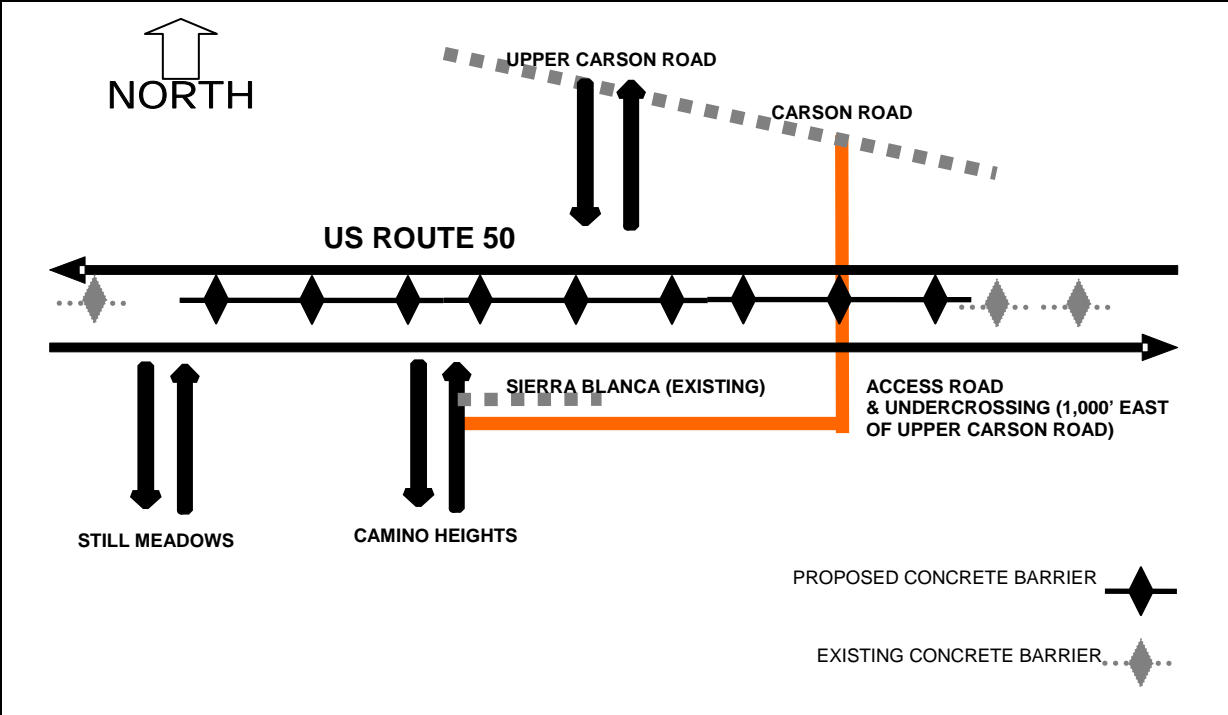 NORTH
UPPER CARSON ROAD
CARSON ROAD
US ROUTE 50
SIERRA BLANCA (EXISTING)
ACCESS ROAD
& UNDERCROSSING (1,000’ EAST
OF UPPER CARSON ROAD)
STILL MEADOWS
CAMINO HEIGHTS
PROPOSED CONCRETE BARRIER
EXISTING CONCRETE BARRIER